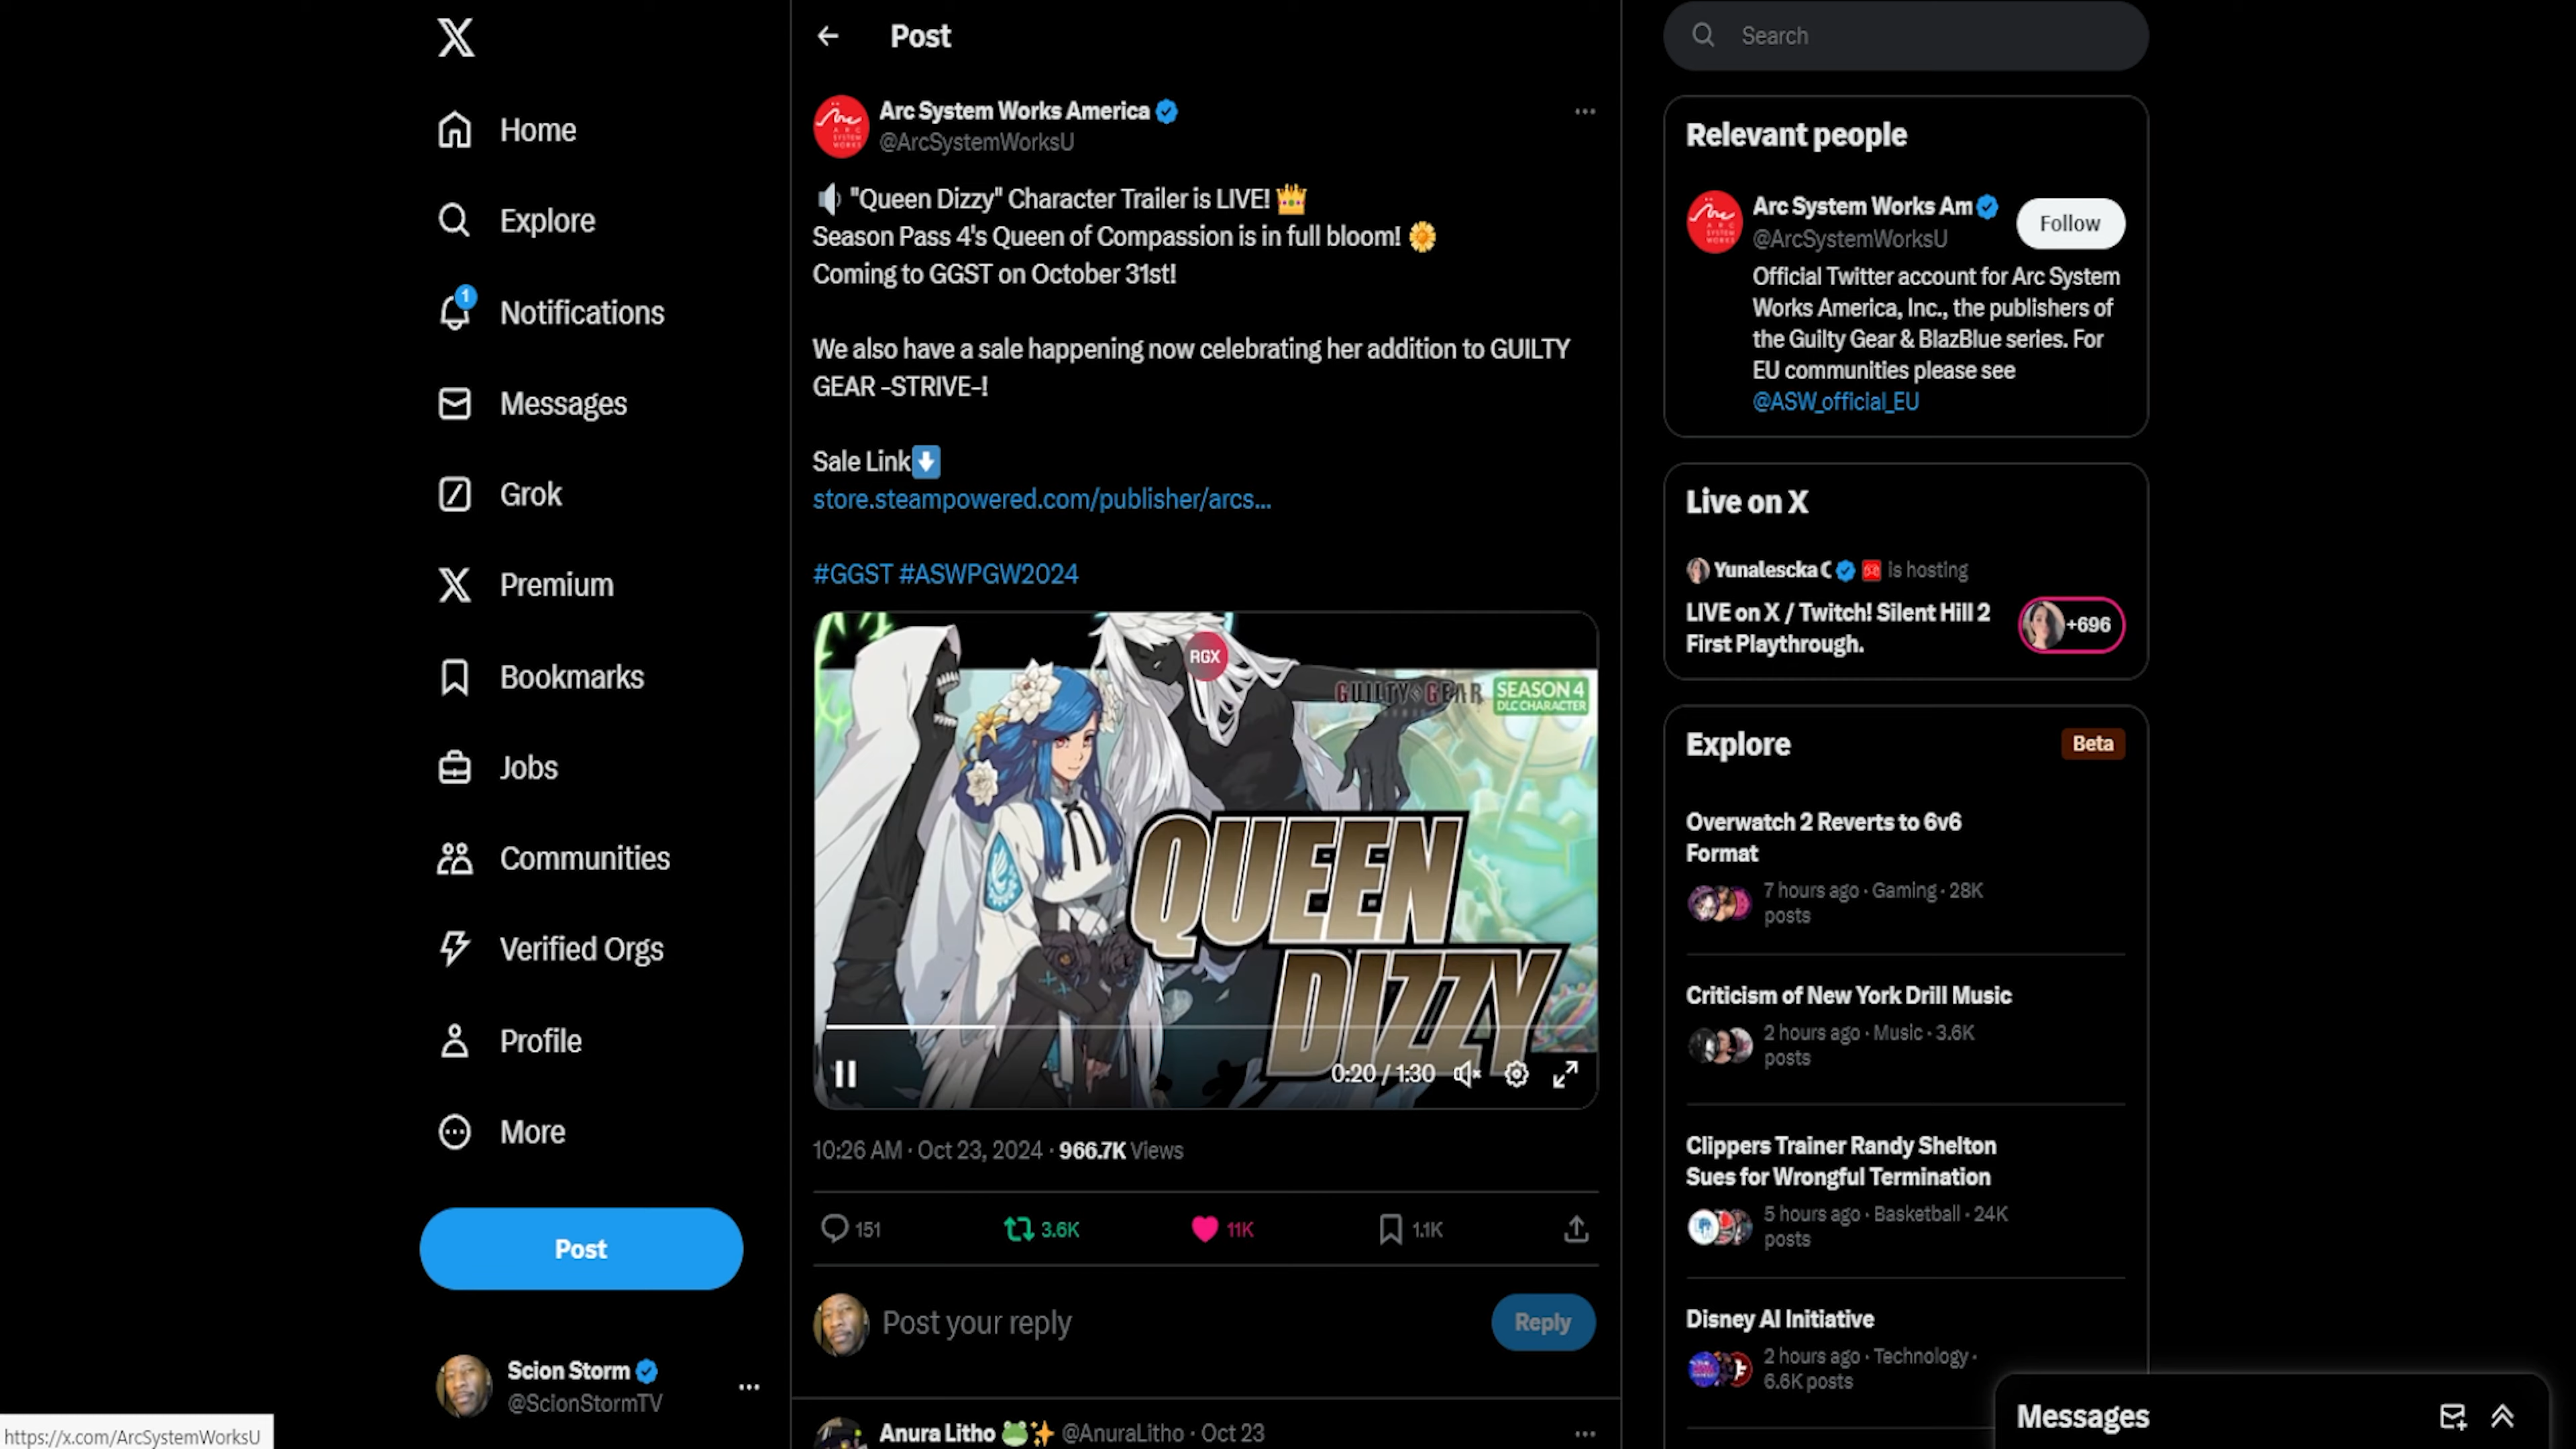 Home
Explore
1
Notifications
Messages
Grok
Premium
Bookmarks
Jobs
Communities
Verified Orgs
Profile
More
Post
Scion Storm
@ScionStormTV
https://x.com/ArcSystemWorksU
Post
Arc System Works America
@ArcSystemWorksU
"Queen Dizzy" Character Trailer is LIVE!
Season Pass 4's Queen of Compassion is in full bloom!
Coming to GGST on October 31st!
We also have a sale happening now celebrating her addition to GUILTY
GEAR -STRIVE-!
Sale Link
store.steampowered.com/publisher/arcs...
#GGST #ASWPGW2024
RGX
GUILTY GEAR
SEASON 4
DLC CHARACTER
QUEEN
DIZZY
0:20 / 1:30
10:26 AM · Oct 23, 2024 · 966.7K Views
151
3.6K
11K
1.1K
Post your reply
Reply
Anura Litho 🐸✨ @AnuraLitho · Oct 23
Search
Relevant people
Arc System Works Am
@ArcSystemWorksU
Follow
Official Twitter account for Arc System
Works America, Inc., the publishers of
the Guilty Gear & BlazBlue series. For
EU communities please see
@ASW_official_EU
Live on X
Yunalescka C is hosting
LIVE on X / Twitch! Silent Hill 2
First Playthrough.
+696
Explore
Beta
Overwatch 2 Reverts to 6v6
Format
7 hours ago · Gaming · 28K
posts
Criticism of New York Drill Music
2 hours ago · Music · 3.6K
posts
Clippers Trainer Randy Shelton
Sues for Wrongful Termination
5 hours ago · Basketball · 24K
posts
Disney AI Initiative
2 hours ago · Technology ·
6.6K posts
Messages